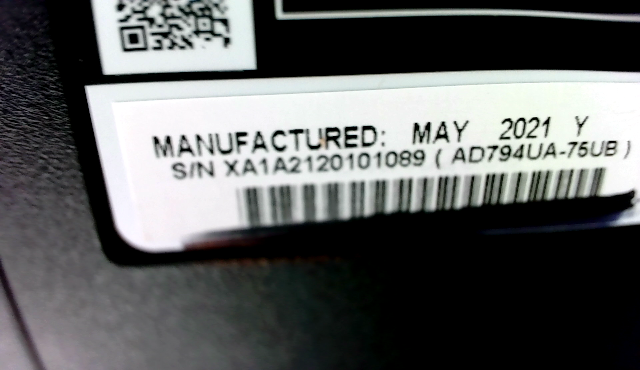 MANUFACTURED: MAY 2021 Y
S/N XA1A2120101089 ( AD794UA-75UB )